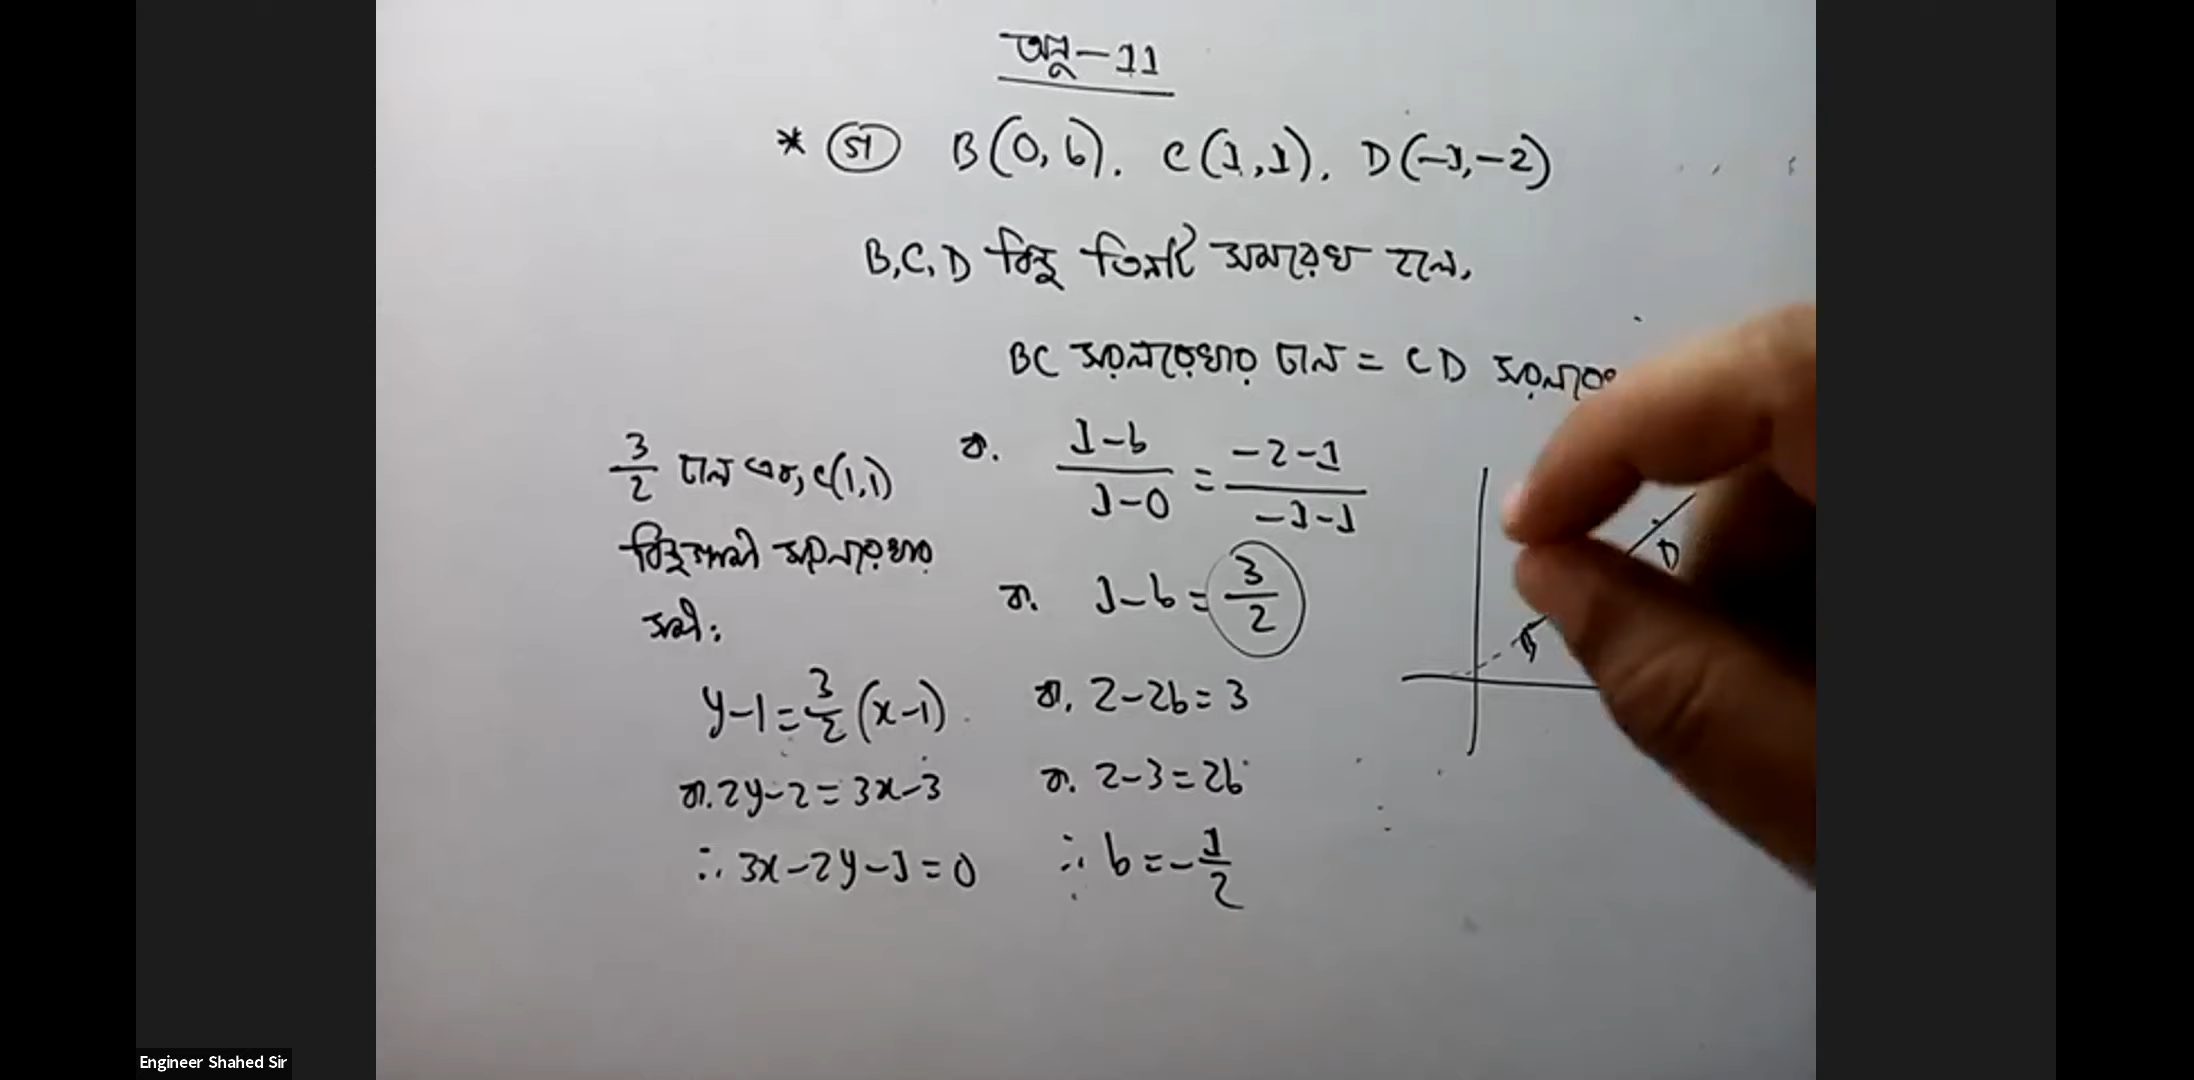 অনু-11
* গ B(0, b), C(1, 1), D(-1, -2)
B, C, D বিন্দু তিনটি সমরেখ হলে,
BC সরলরেখার ঢাল = CD
বা, (1-b)/(1-0) = (-2-1)/(-1-1)
বা, 1-b = 3/2
বা, 2-2b = 3
বা, 2-3 = 2b
∴ b = -1/2
3/2 ঢাল এবং, C(1,1)
বিন্দুগামী সরলরেখার
সমী:
y-1 = 3/2 (x-1)
বা, 2y-2 = 3x-3
∴ 3x-2y-1 = 0
D
B
Engineer Shahed Sir